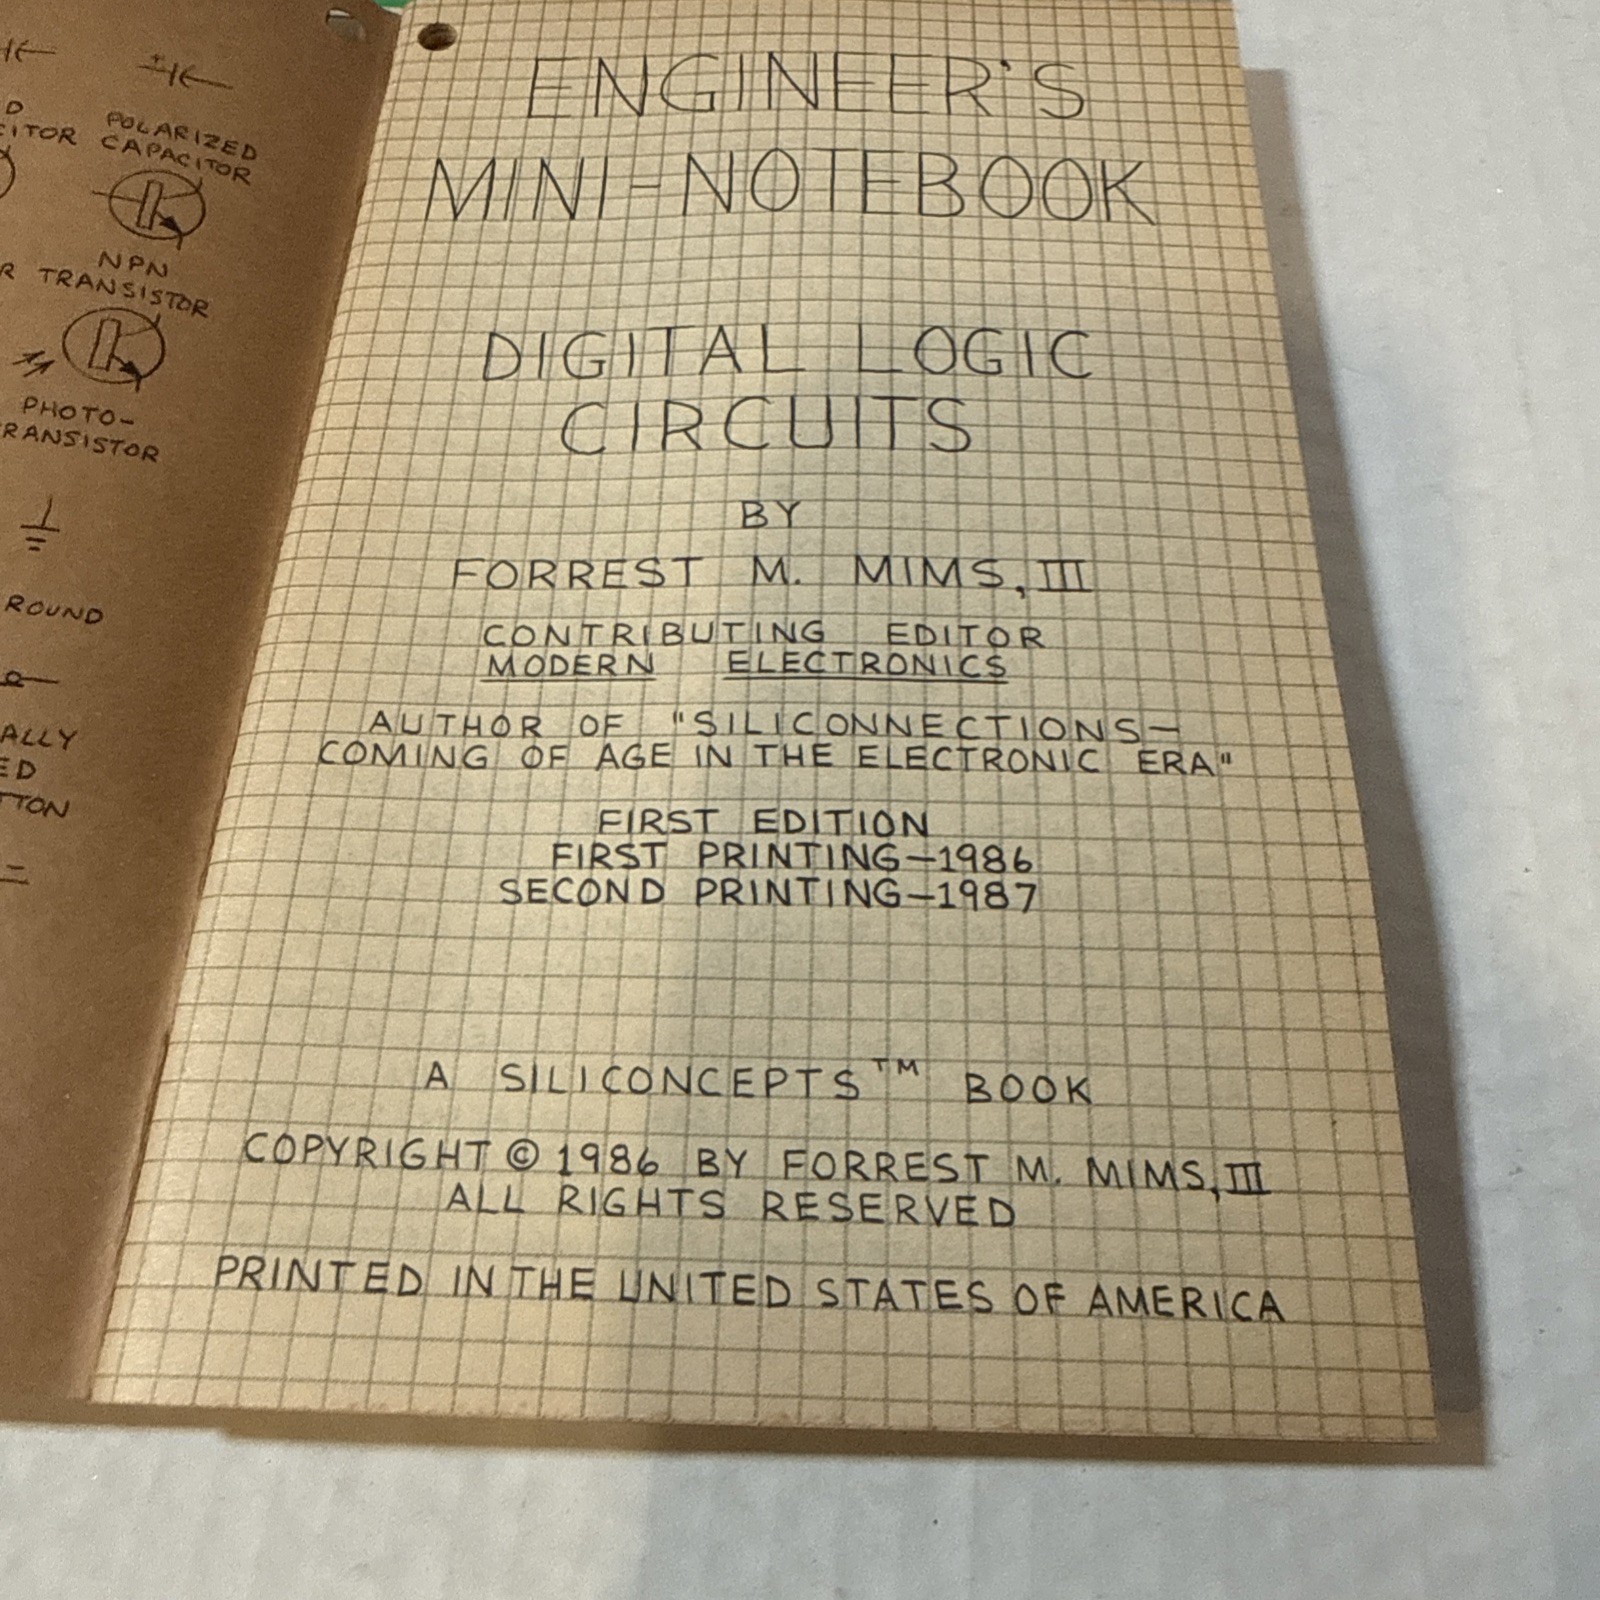 POLARIZED
CAPACITOR
NPN
TRANSISTOR
PHOTO-
ENGINEER'S
MINI-NOTEBOOK
DIGITAL LOGIC
CIRCUITS
BY
FORREST M. MIMS, III
CONTRIBUTING EDITOR
MODERN ELECTRONICS
AUTHOR OF "SILICONNECTIONS—
COMING OF AGE IN THE ELECTRONIC ERA"
FIRST EDITION
FIRST PRINTING—1986
SECOND PRINTING—1987
A SILICONCEPTS™ BOOK
COPYRIGHT © 1986 BY FORREST M. MIMS, III
ALL RIGHTS RESERVED
PRINTED IN THE UNITED STATES OF AMERICA